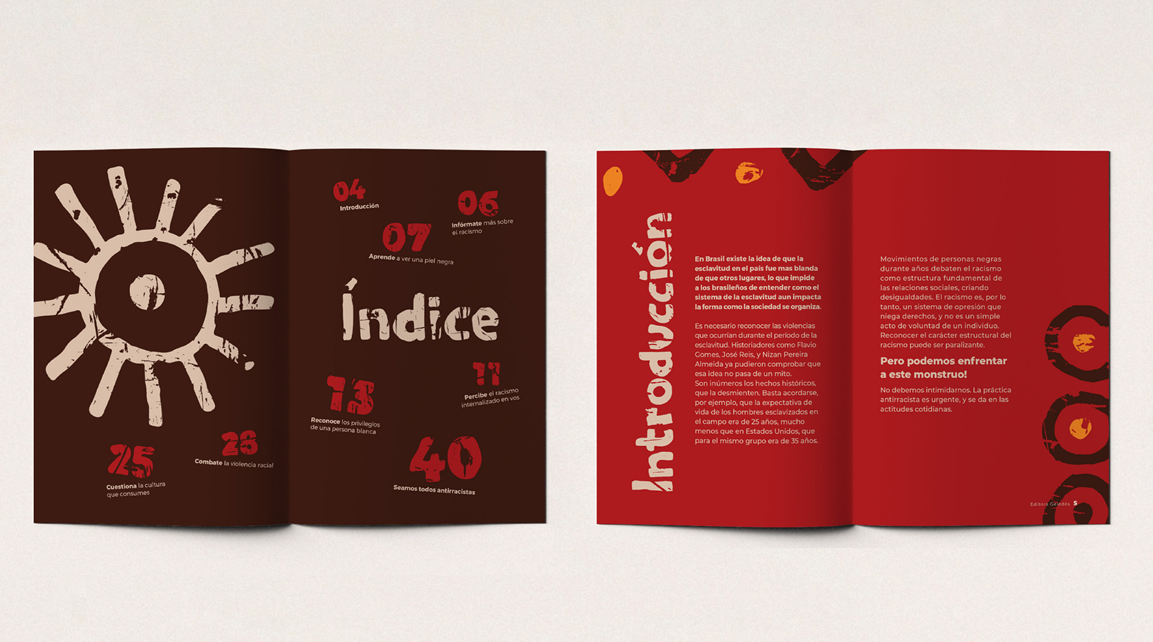 04
Introducción
06
Infórmate más sobre
el racismo
07
Aprende a ver una piel negra
Índice
11
Percibe el racismo
internalizado en vos
13
Reconoce los privilegios
de una persona blanca
25
Cuestiona la cultura
que consumes
28
Combate la violencia racial
40
Seamos todos antirracistas
Introducción
En Brasil existe la idea de que la
esclavitud en el país fue mas blanda
de que otros lugares, lo que impide
a los brasileños de entender como el
sistema de la esclavitud aun impacta
la forma como la sociedad se organiza.
Es necesario reconocer las violencias
que ocurrían durante el período de la
esclavitud. Historiadores como Flavio
Gomes, José Reis, y Nizan Pereira
Almeida ya pudieron comprobar que
esa idea no pasa de un mito.
Son inúmeros los hechos históricos,
que la desmienten. Basta acordarse,
por ejemplo, que la expectativa de
vida de los hombres esclavizados en
el campo era de 25 años, mucho
menos que en Estados Unidos, que
para el mismo grupo era de 35 años.
Movimientos de personas negras
durante años debaten el racismo
como estructura fundamental de
las relaciones sociales, criando
desigualdades. El racismo es, por lo
tanto, un sistema de opresión que
niega derechos, y no es un simple
acto de voluntad de un individuo.
Reconocer el carácter estructural del
racismo puede ser paralizante.
Pero podemos enfrentar
a este monstruo!
No debemos intimidarnos. La práctica
antirracista es urgente, y se da en las
actitudes cotidianas.
Editora Géledes 5